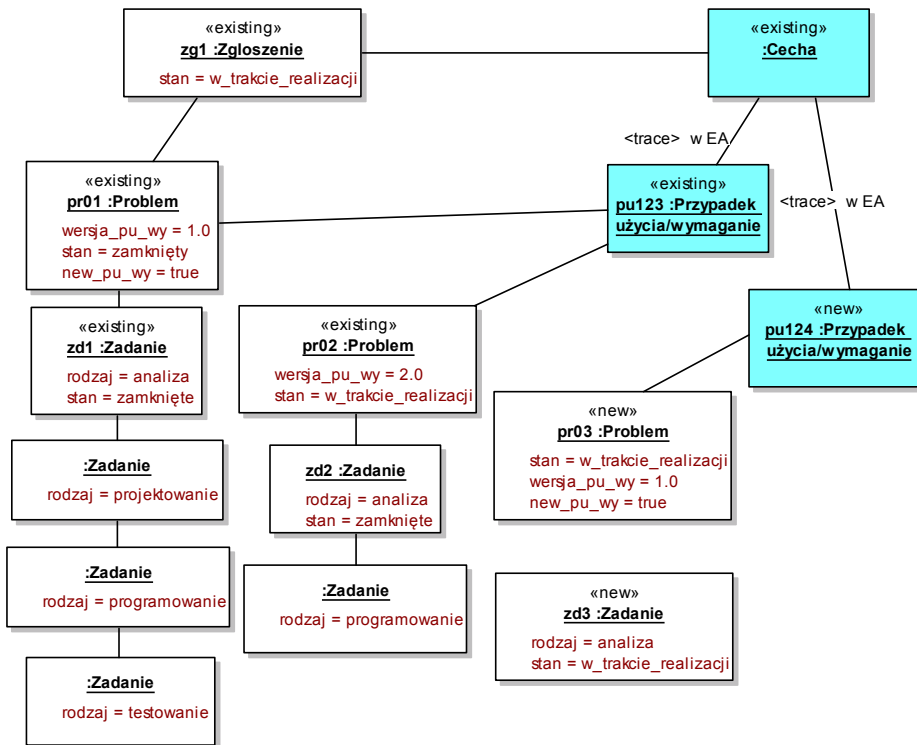 «existing»
zg1 :Zgloszenie
stan = w_trakcie_realizacji
«existing»
:Cecha
<trace> w EA
<trace> w EA
«existing»
pr01 :Problem
wersja_pu_wy = 1.0
stan = zamknięty
new_pu_wy = true
«existing»
pu123 :Przypadek
użycia/wymaganie
«new»
pu124 :Przypadek
użycia/wymaganie
«existing»
zd1 :Zadanie
rodzaj = analiza
stan = zamknięte
«existing»
pr02 :Problem
wersja_pu_wy = 2.0
stan = w_trakcie_realizacji
«new»
pr03 :Problem
stan = w_trakcie_realizacji
wersja_pu_wy = 1.0
new_pu_wy = true
:Zadanie
rodzaj = projektowanie
zd2 :Zadanie
rodzaj = analiza
stan = zamknięte
:Zadanie
rodzaj = programowanie
:Zadanie
rodzaj = programowanie
«new»
zd3 :Zadanie
rodzaj = analiza
stan = w_trakcie_realizacji
:Zadanie
rodzaj = testowanie